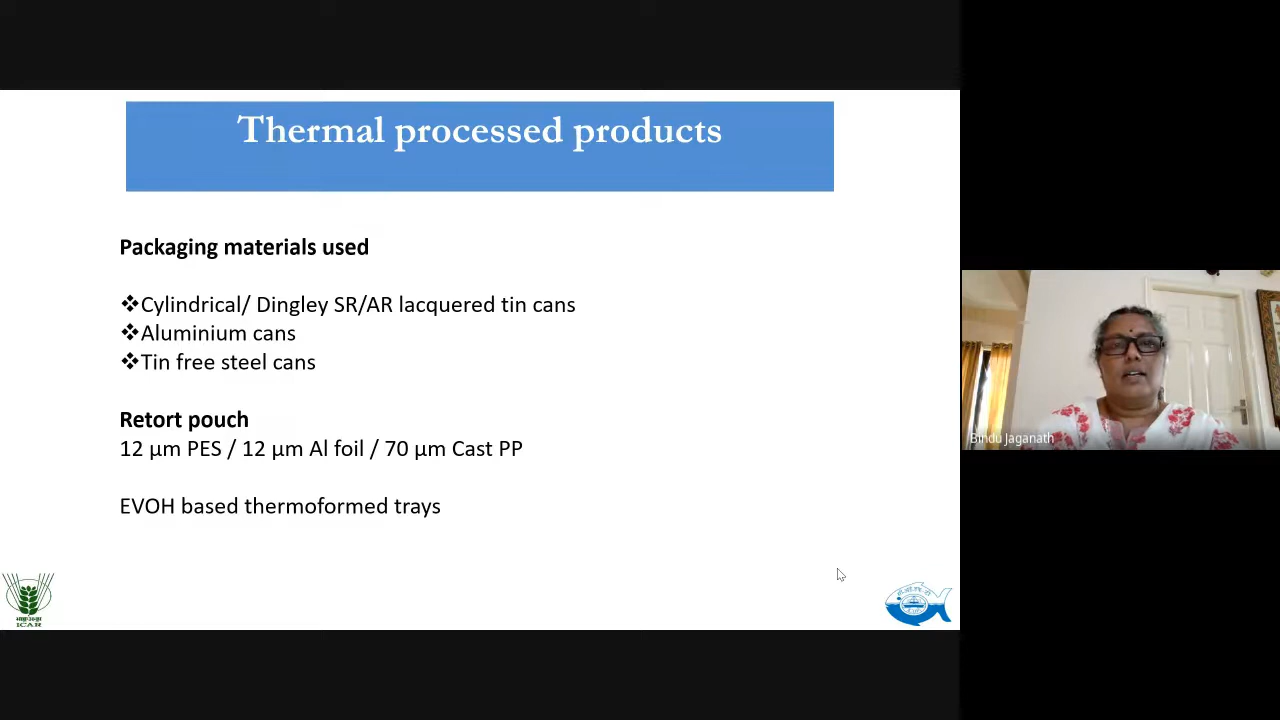 Thermal processed products
Packaging materials used
❖Cylindrical/ Dingley SR/AR lacquered tin cans
❖Aluminium cans
❖Tin free steel cans
Retort pouch
12 µm PES / 12 µm Al foil / 70 µm Cast PP
EVOH based thermoformed trays
ICAR
Bindu Jaganath